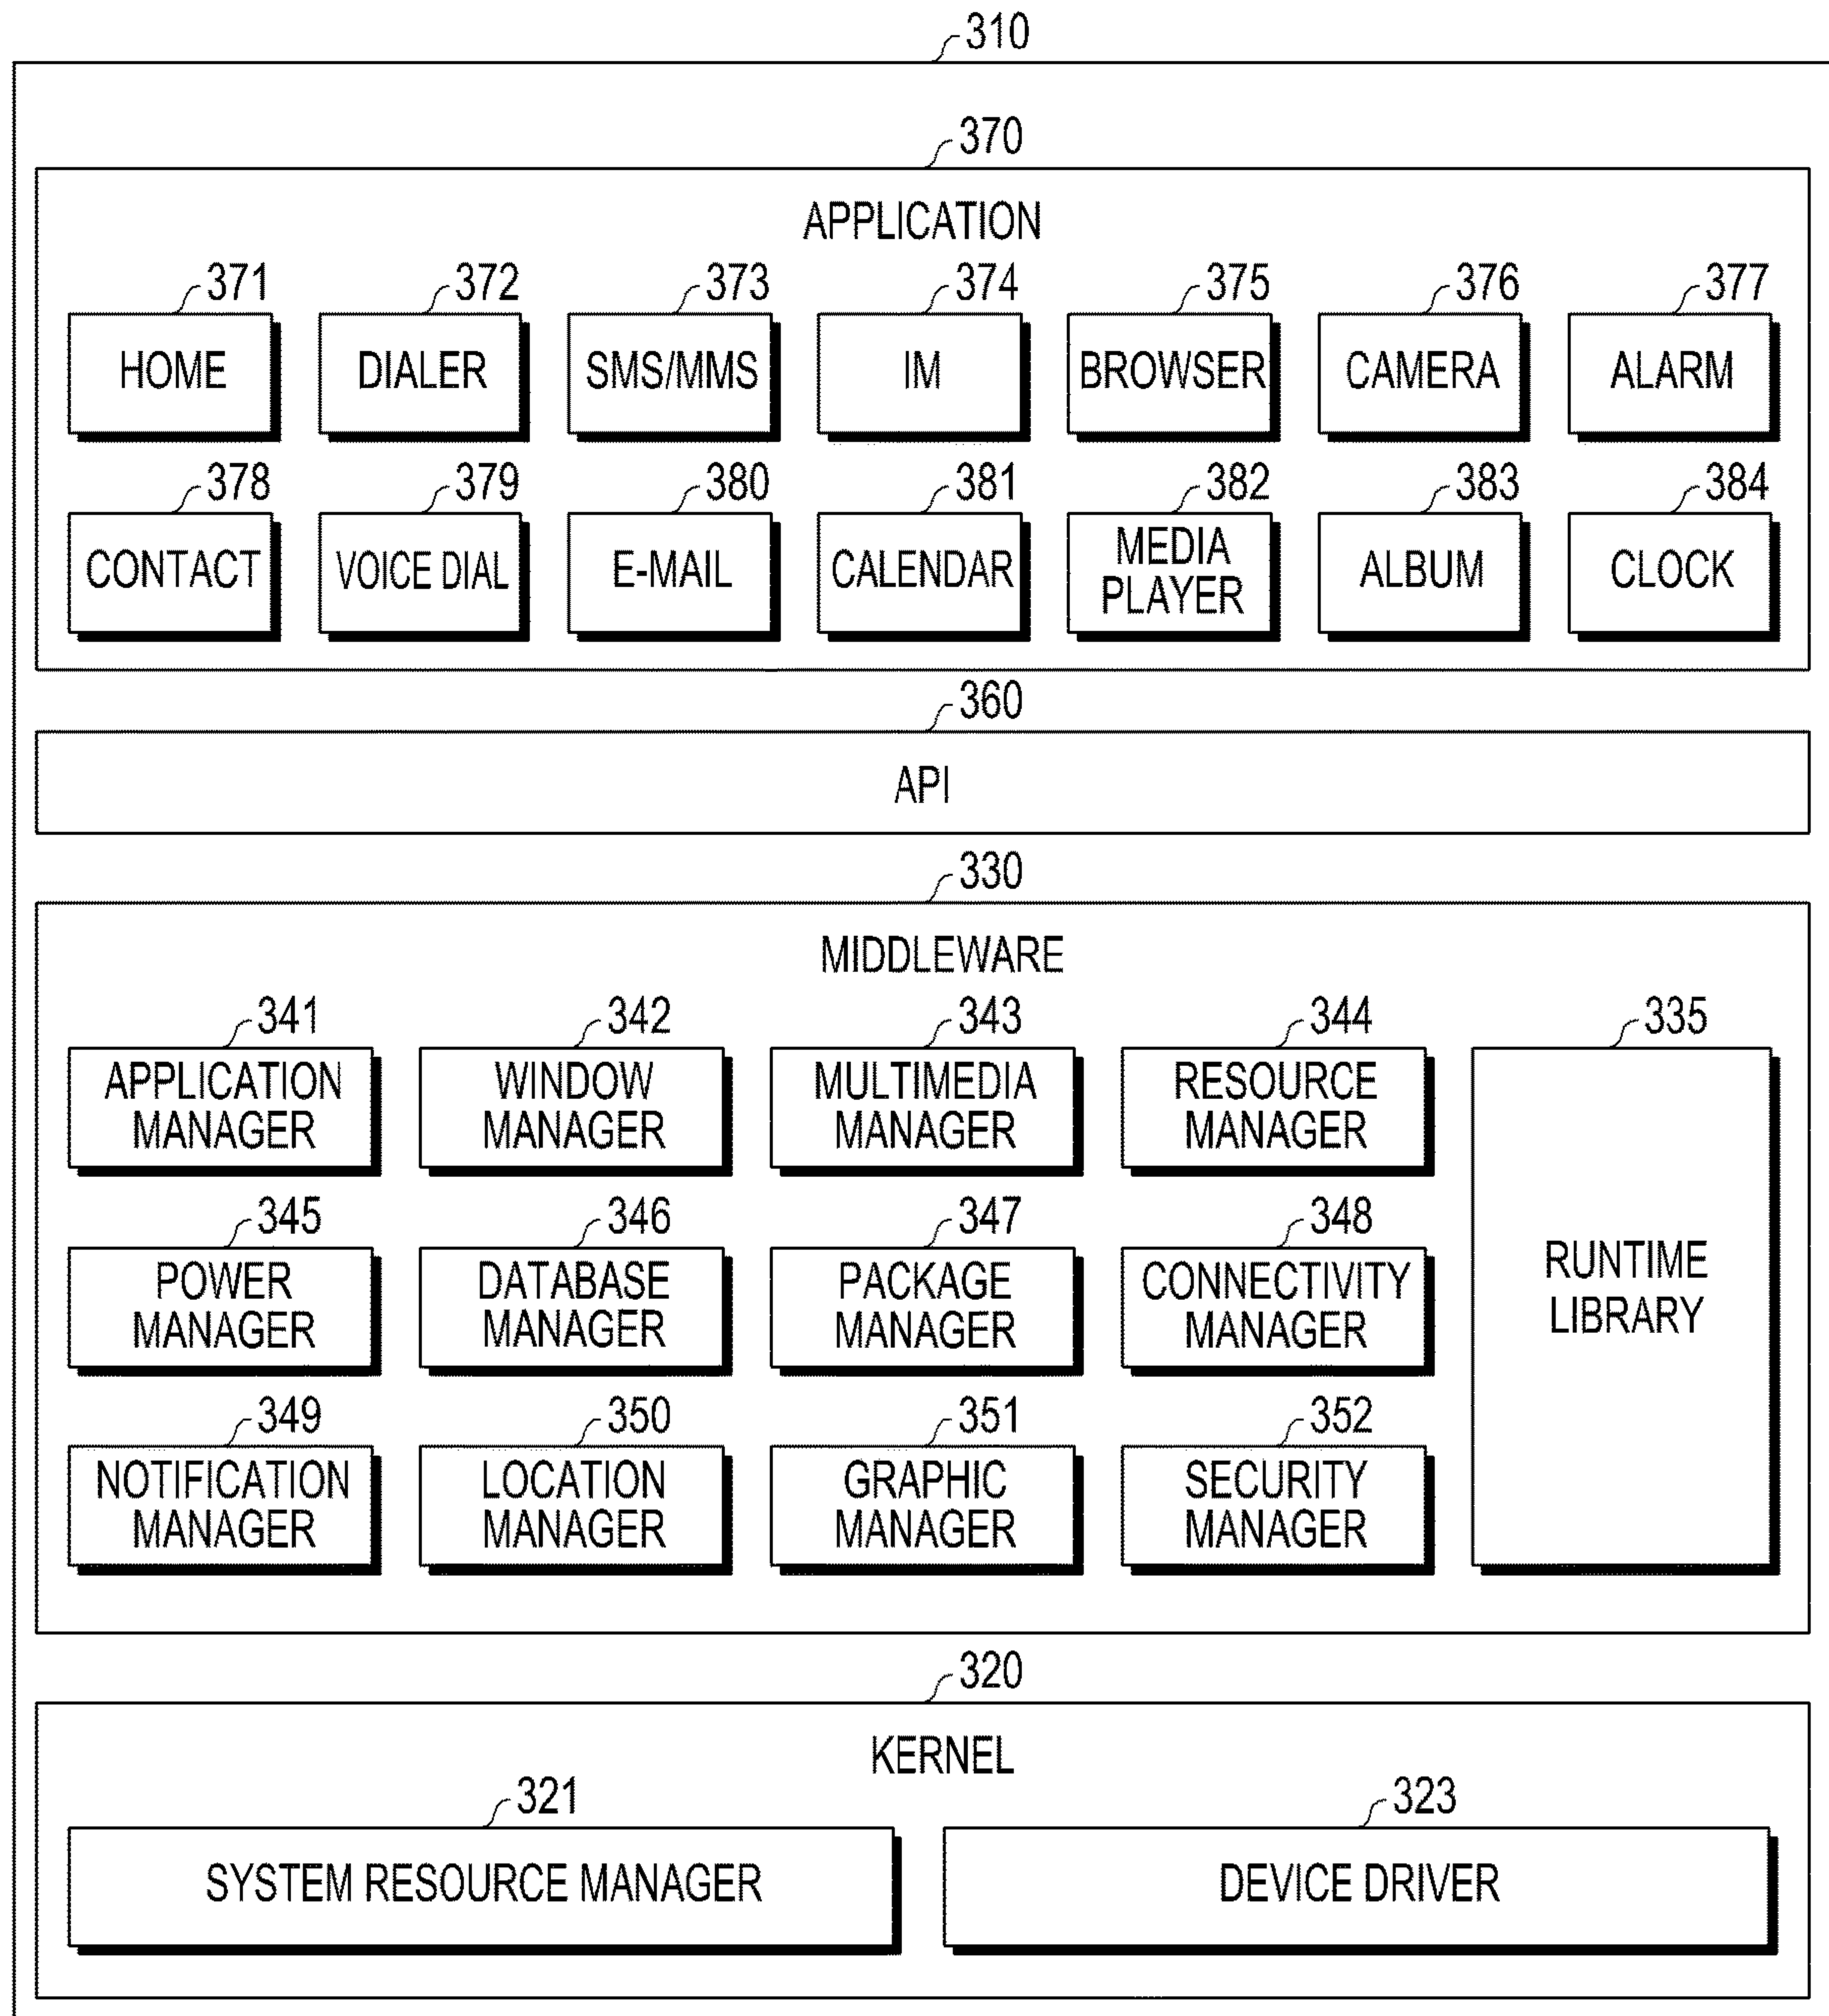 310
370
APPLICATION
371 372 373 374 375 376 377
HOME DIALER SMS/MMS IM BROWSER CAMERA ALARM
378 379 380 381 382 383 384
CONTACT VOICE DIAL E-MAIL CALENDAR MEDIA PLAYER ALBUM CLOCK
360
API
330
MIDDLEWARE
341 342 343 344 335
APPLICATION MANAGER WINDOW MANAGER MULTIMEDIA MANAGER RESOURCE MANAGER
345 346 347 348
POWER MANAGER DATABASE MANAGER PACKAGE MANAGER CONNECTIVITY MANAGER
RUNTIME LIBRARY
349 350 351 352
NOTIFICATION MANAGER LOCATION MANAGER GRAPHIC MANAGER SECURITY MANAGER
320
KERNEL
321 323
SYSTEM RESOURCE MANAGER DEVICE DRIVER